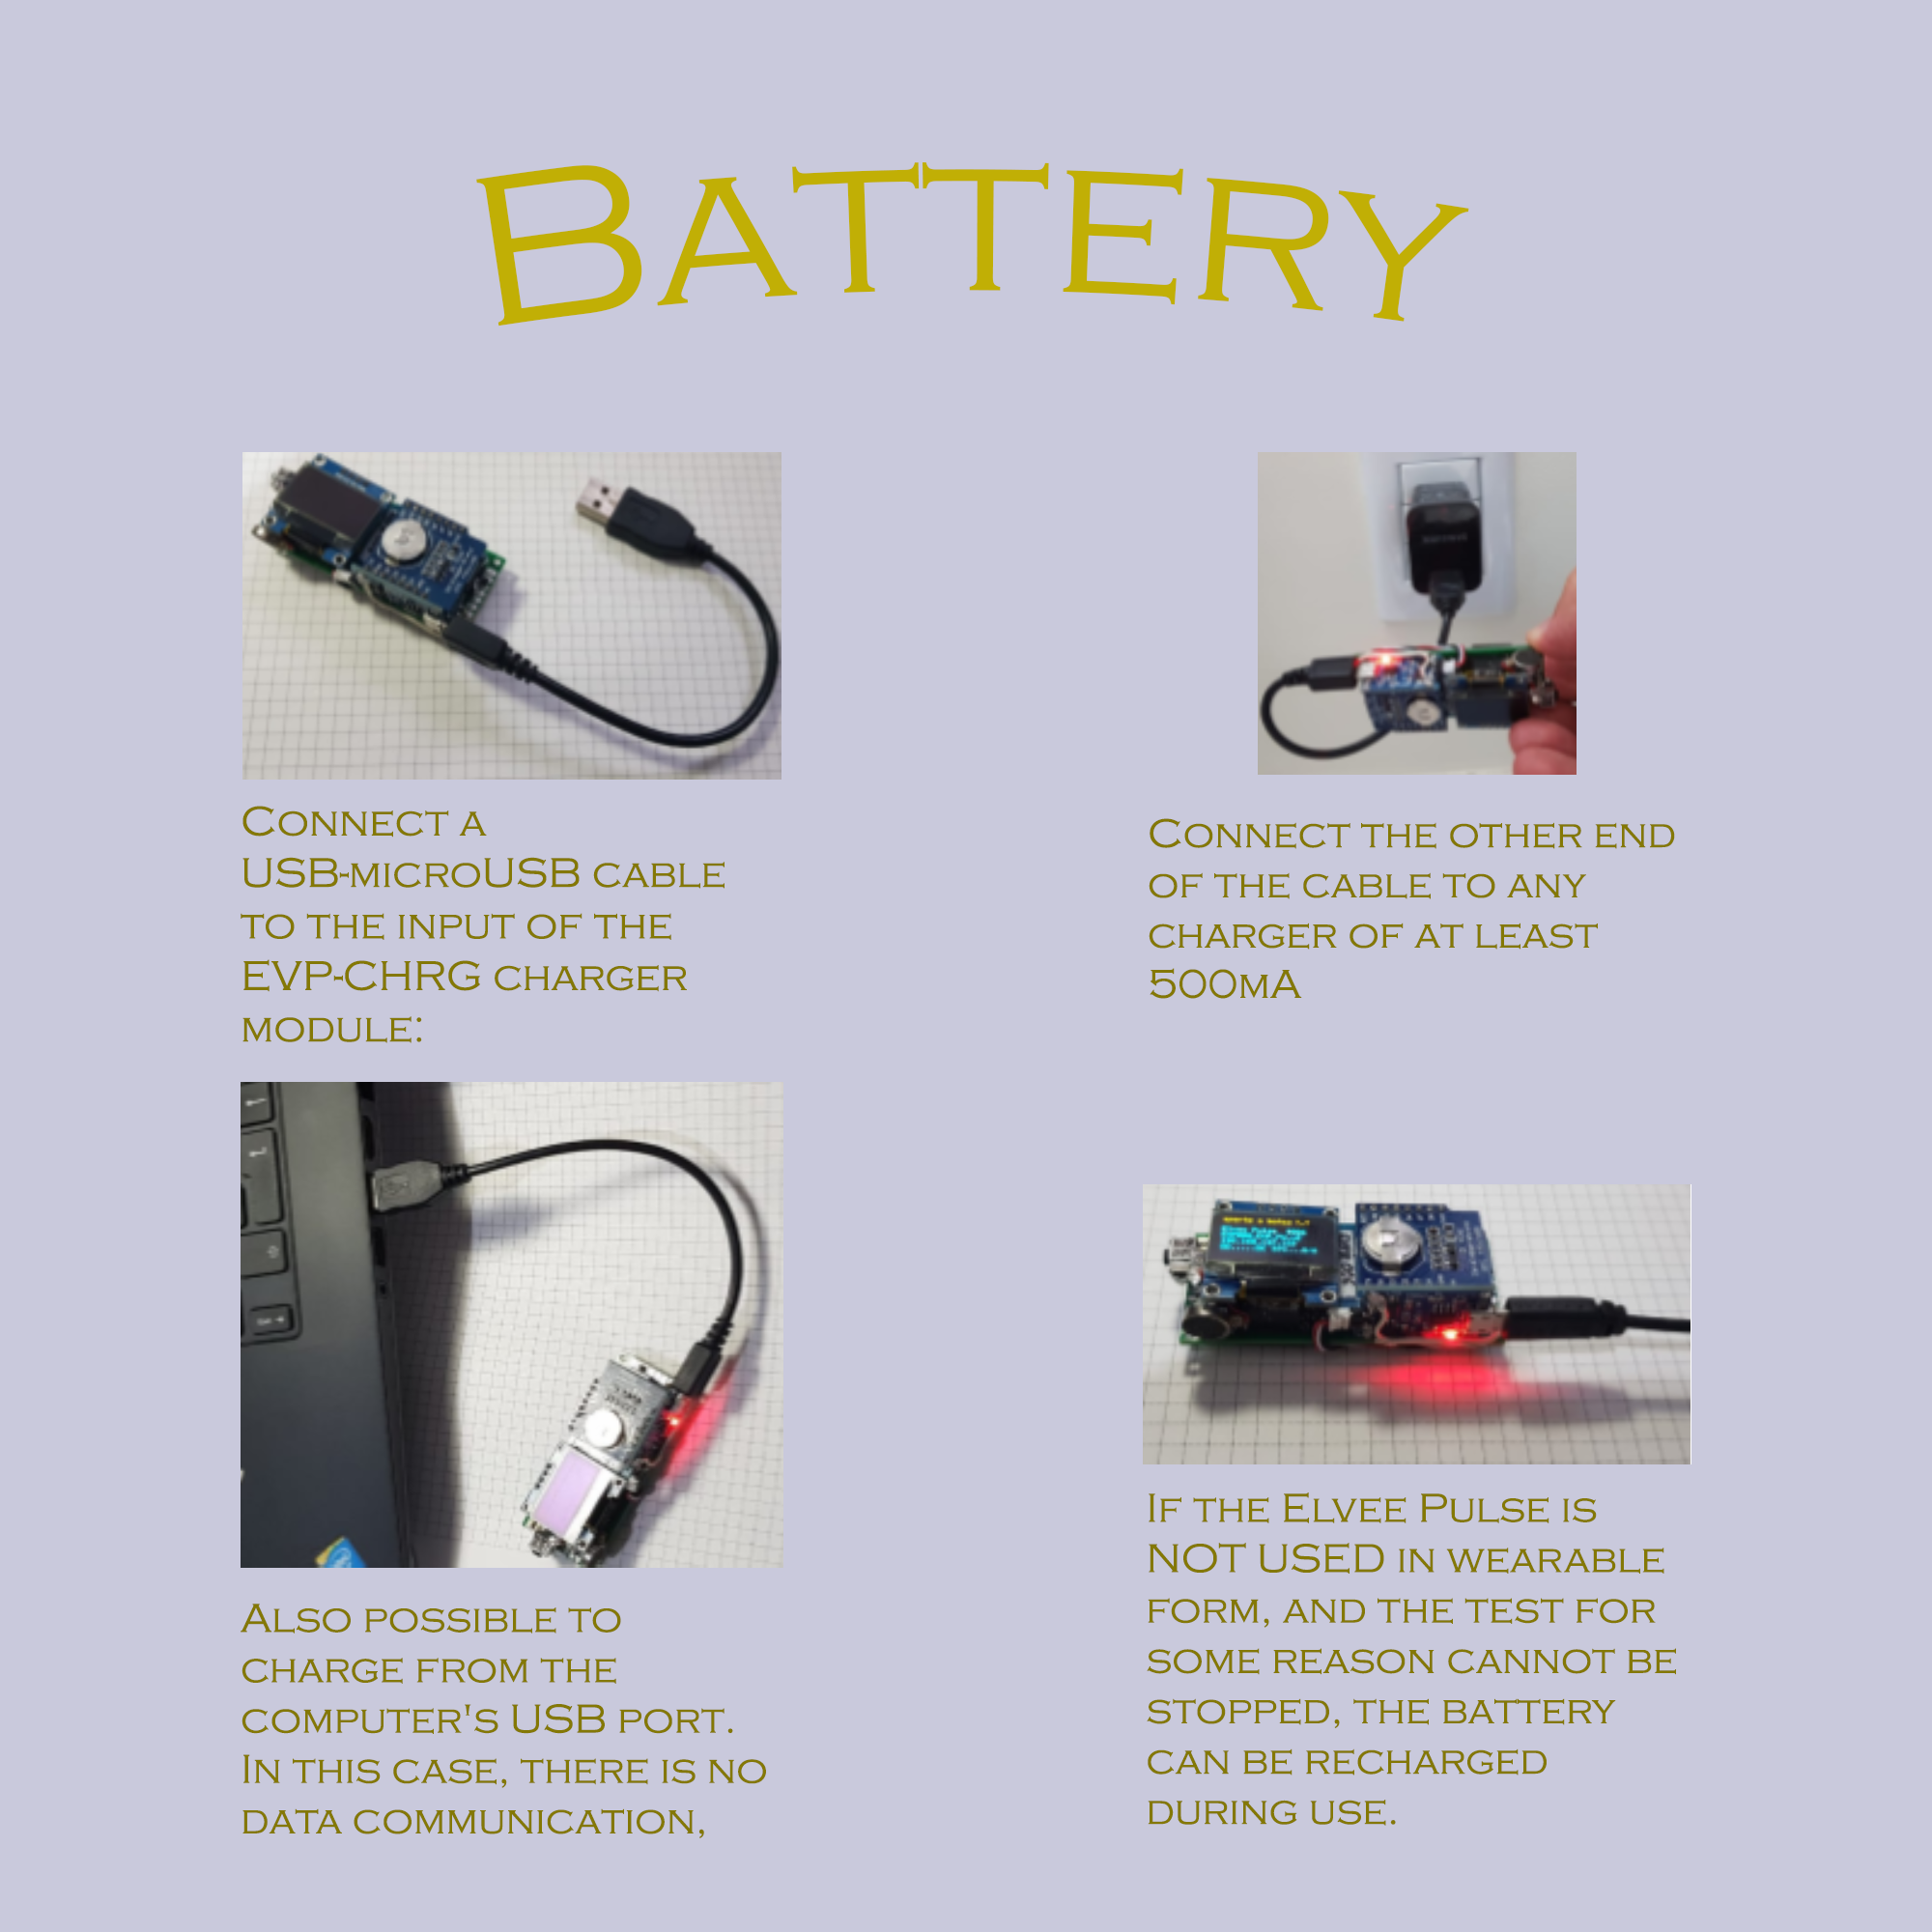 Battery
Connect a
USB-microUSB cable
to the input of the
EVP-CHRG charger
module:
Connect the other end
of the cable to any
charger of at least
500mA
Also possible to
charge from the
computer's USB port.
In this case, there is no
data communication,
If the Elvee Pulse is
NOT USED in wearable
form, and the test for
some reason cannot be
stopped, the battery
can be recharged
during use.